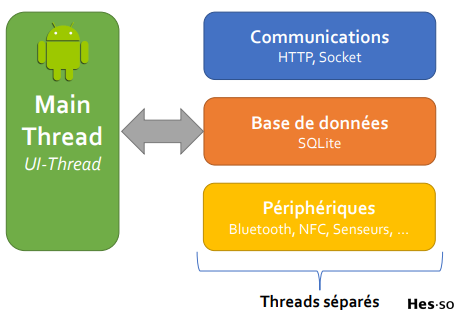 Main
Thread
UI-Thread
Communications
HTTP, Socket
Base de données
SQLite
Périphériques
Bluetooth, NFC, Senseurs, ...
Threads séparés
Hes·so